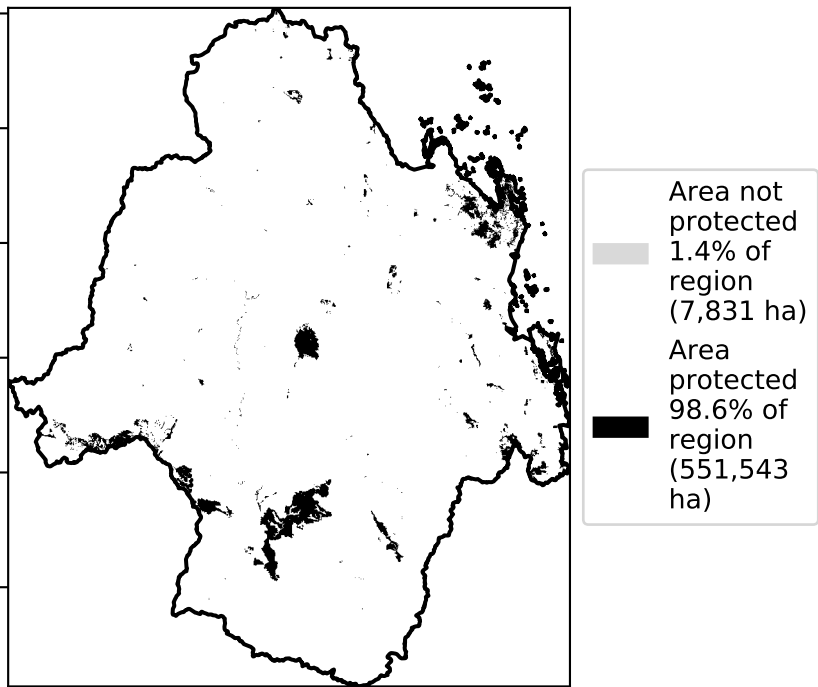 Area not
protected
1.4% of
region
(7,831 ha)
Area
protected
98.6% of
region
(551,543
ha)